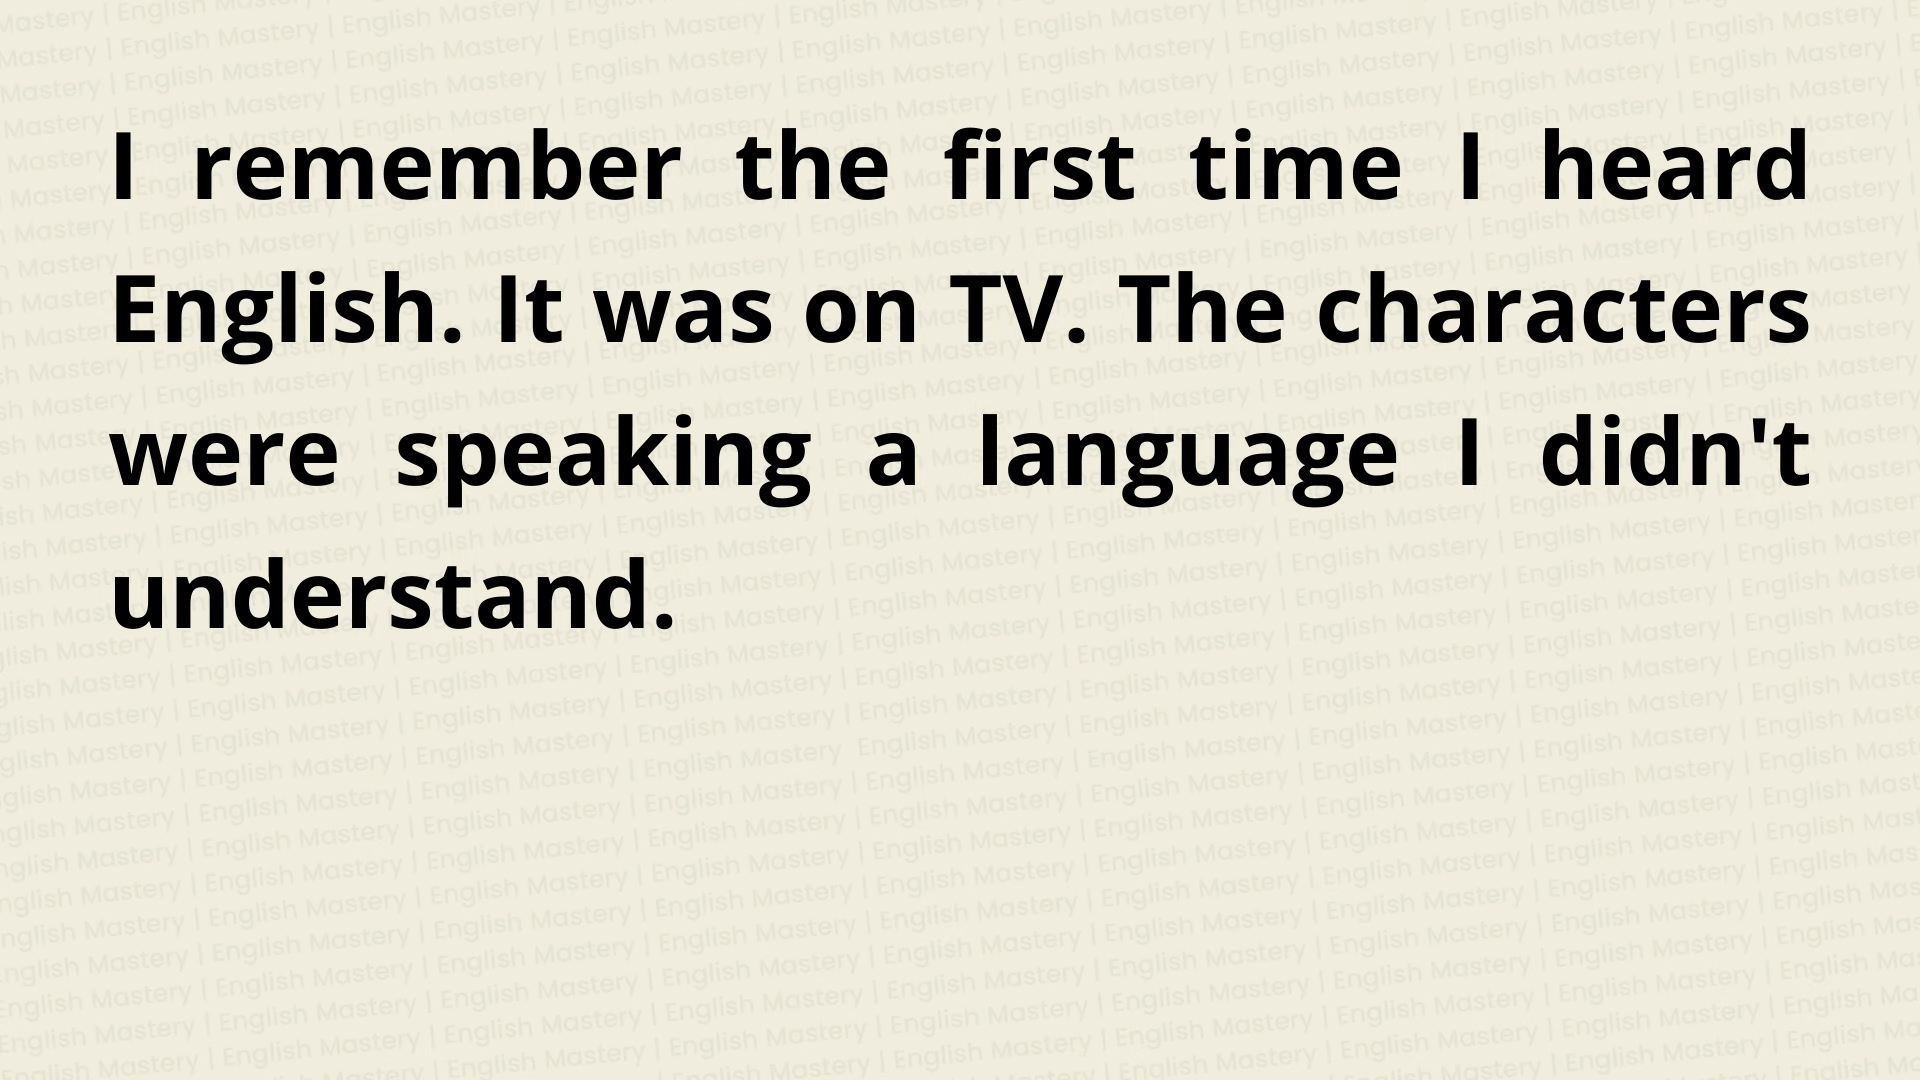 I remember the first time I heard
English. It was on TV. The characters
were speaking a language I didn't
understand.